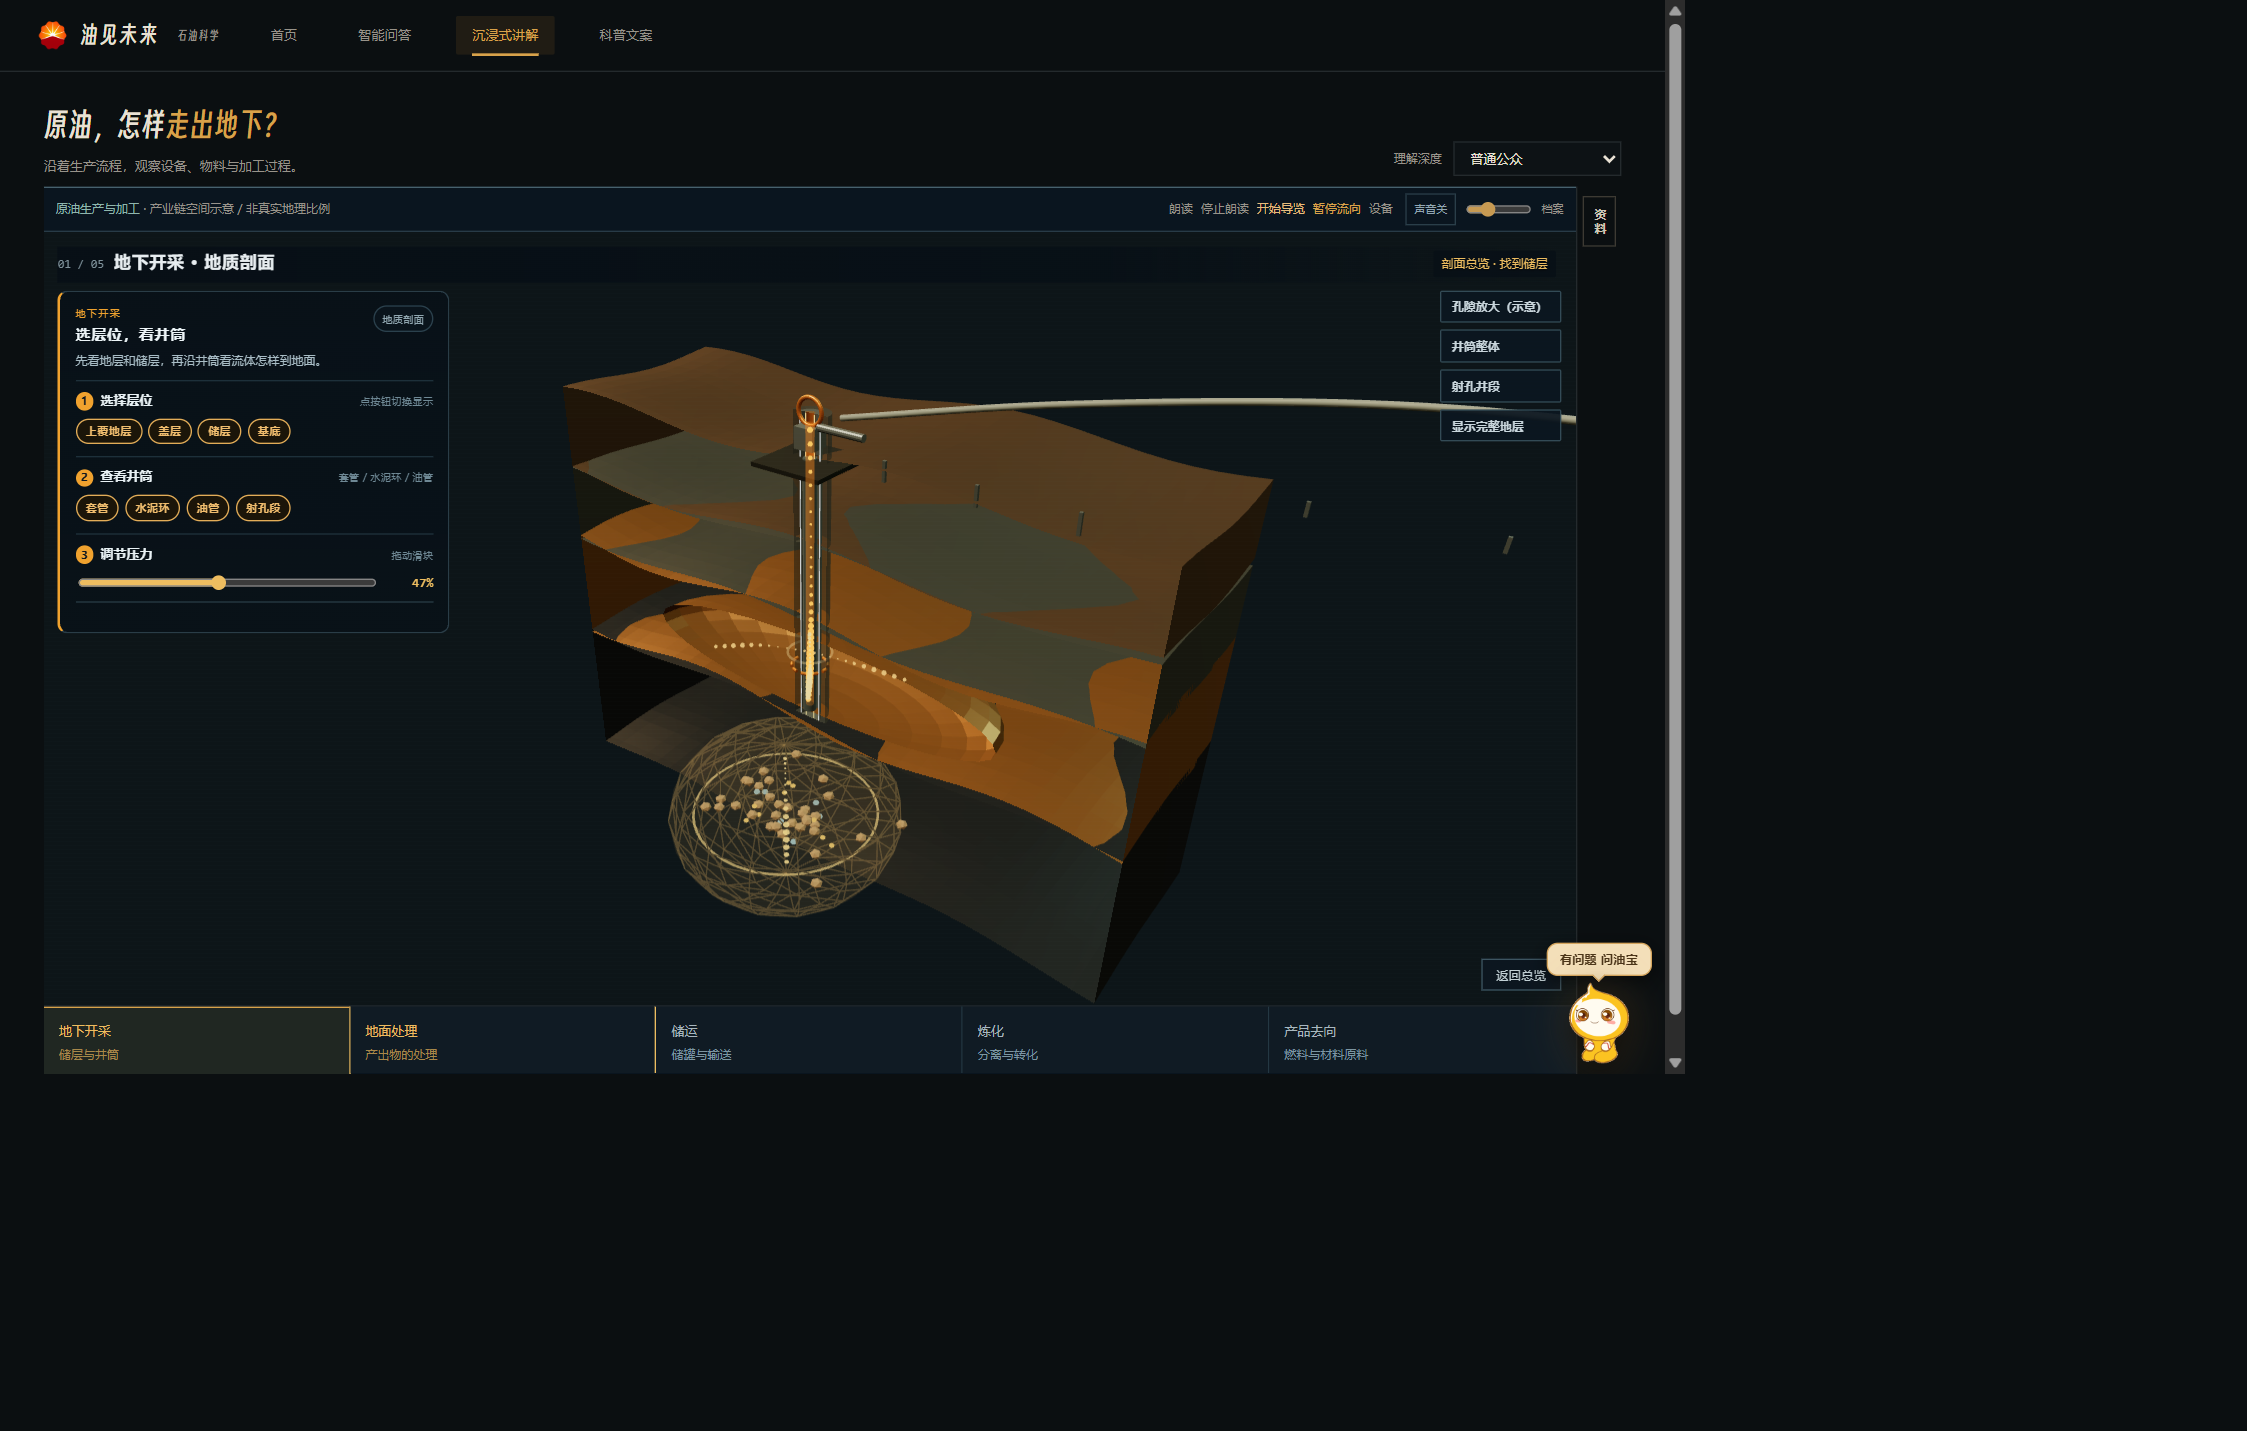 油见未来 石油科学 首页 智能问答 沉浸式讲解 科普文案
原油，怎样走出地下？
沿着生产流程，观察设备、物料与加工过程。
理解深度 普通公众
原油生产与加工 · 产业链空间示意 / 非真实地理比例
朗读 停止朗读 开始导览 暂停流向 设备 声音关 档案
资料
01 / 05 地下开采 · 地质剖面
剖面总览 · 找到储层
地下开采
地质剖面
选层位，看井筒
先看地层和储层，再沿井筒看流体怎样到地面。
1 选择层位 点按钮切换显示
上覆地层 盖层 储层 基底
2 查看井筒 套管 / 水泥环 / 油管
套管 水泥环 油管 射孔段
3 调节压力 拖动滑块
47%
孔隙放大（示意）
井筒整体
射孔井段
显示完整地层
返回总览
有问题 问油宝
地下开采
储层与井筒
地面处理
产出物的处理
储运
储罐与输送
炼化
分离与转化
产品去向
燃料与材料原料